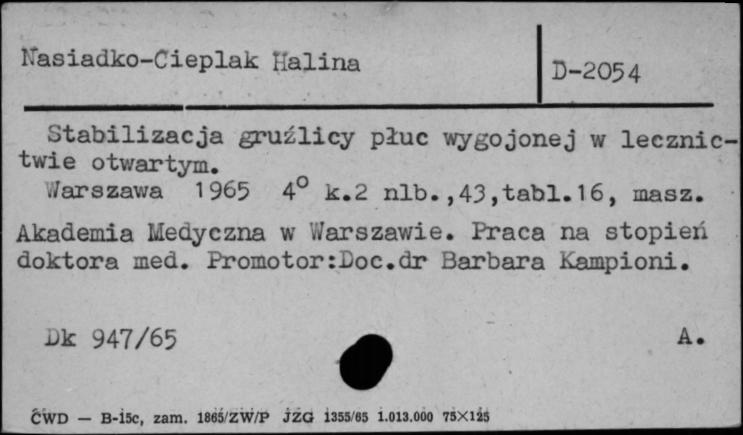 Nasiadko-Cieplak Halina
D-2054
Stabilizacja gruźlicy płuc wygojonej w lecznic-
twie otwartym.
Warszawa 1965 4° k.2 nlb.,43,tabl.16, masz.
Akademia Medyczna w Warszawie. Praca na stopień
doktora med. Promotor:Doc.dr Barbara Kampioni.
Dk 947/65
A.
CWD — B-15c, zam. 1865/ZW/P JZG 1355/65 1.013.000 75×125